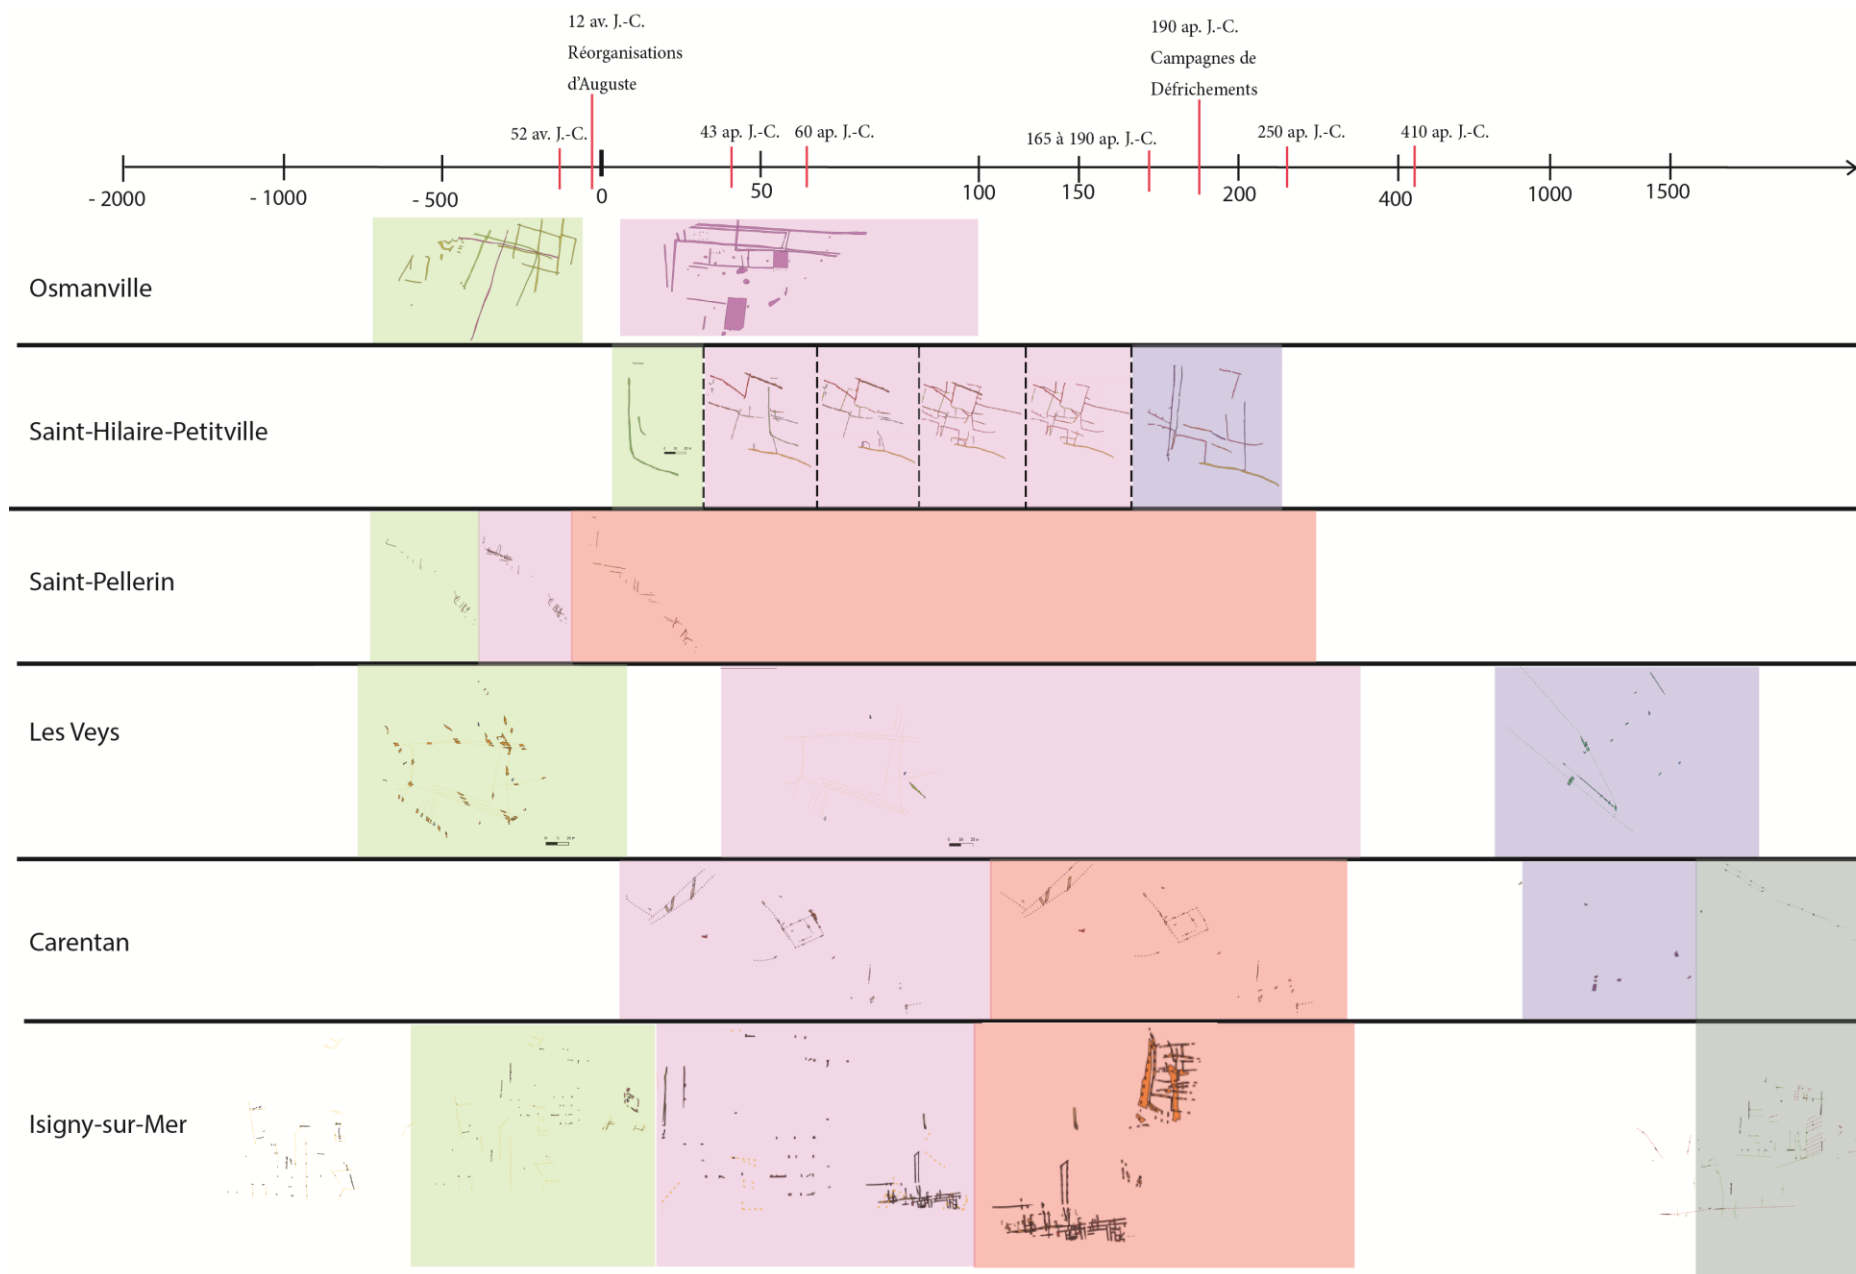 12 av. J.-C.
Réorganisations
d'Auguste
190 ap. J.-C.
Campagnes de
Défrichements
52 av. J.-C.
43 ap. J.-C.
60 ap. J.-C.
165 à 190 ap. J.-C.
250 ap. J.-C.
410 ap. J.-C.
- 2000
- 1000
- 500
0
50
100
150
200
400
1000
1500
Osmanville
Saint-Hilaire-Petitville
Saint-Pellerin
Les Veys
Carentan
Isigny-sur-Mer